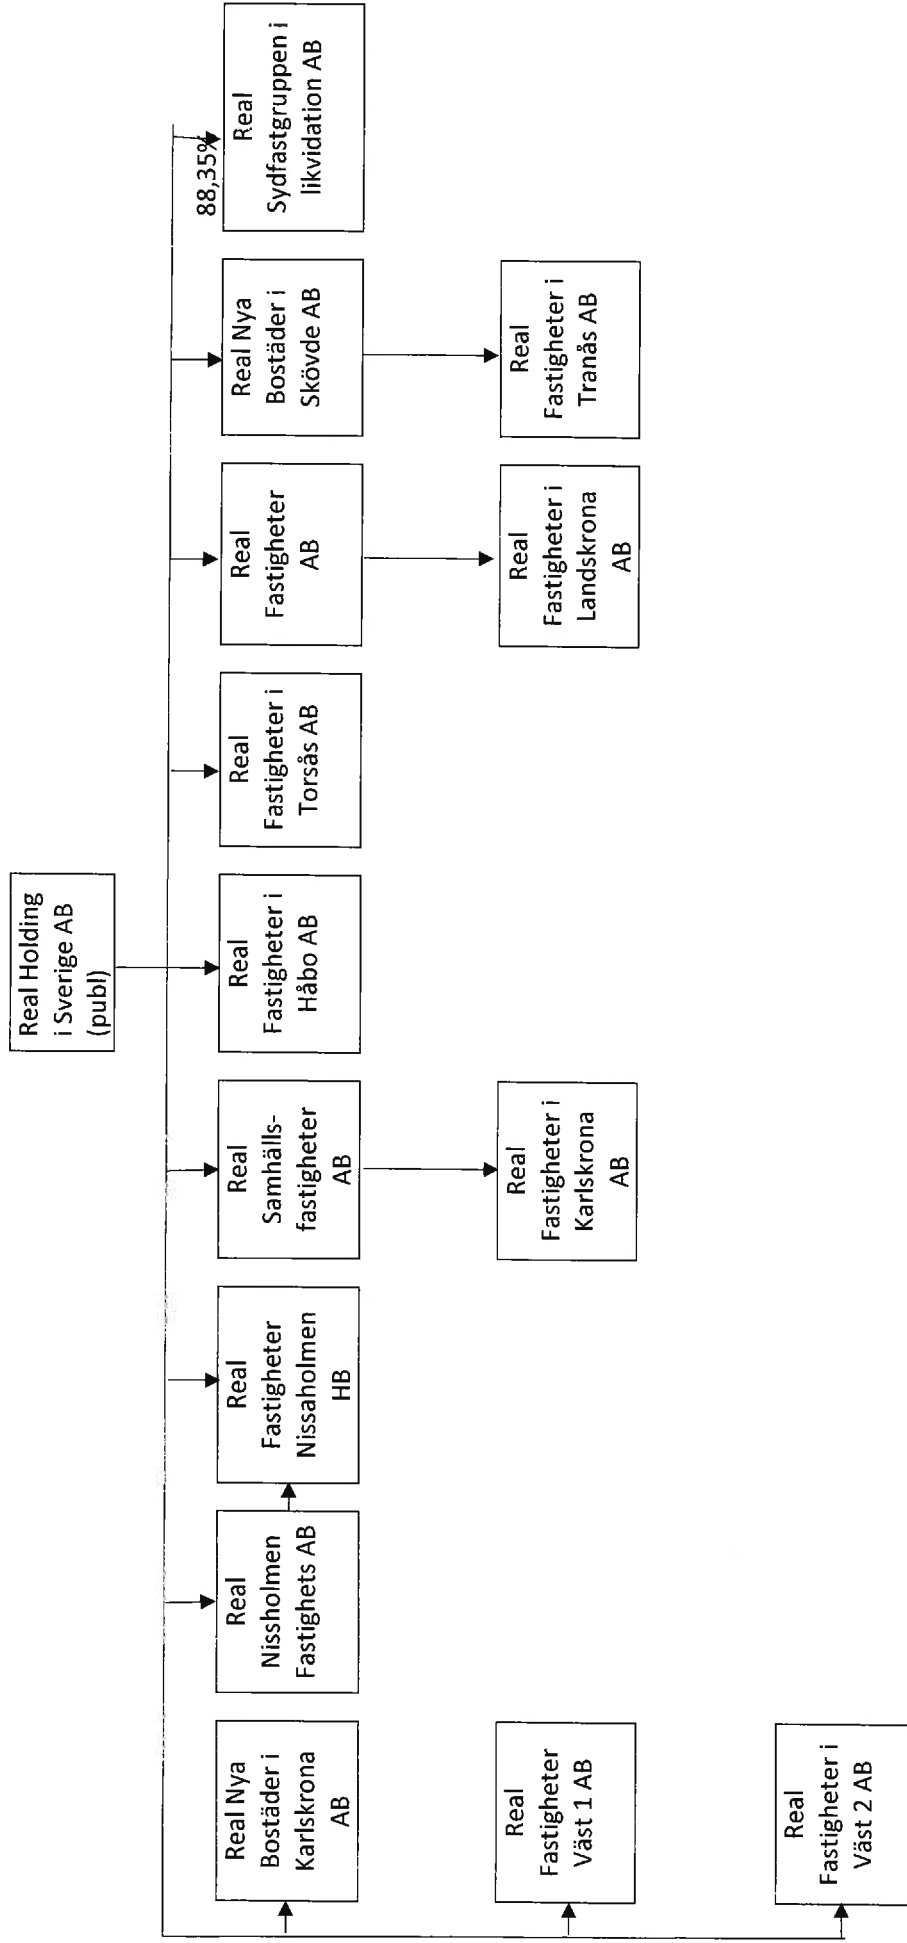 Real Holding
i Sverige AB
(publ)
Real Nya
Bostäder i
Karlskrona
AB
Real
Nissholmen
Fastighets AB
Real
Fastigheter
Nissaholmen
HB
Real
Samhälls-
fastigheter
AB
Real
Fastigheter i
Håbo AB
Real
Fastigheter i
Torsås AB
Real
Fastigheter
AB
Real Nya
Bostäder i
Skövde AB
88,35%
Real
Sydfastgruppen i
likvidation AB
Real
Fastigheter
Väst 1 AB
Real
Fastigheter i
Karlskrona
AB
Real
Fastigheter i
Landskrona
AB
Real
Fastigheter i
Tranås AB
Real
Fastigheter i
Väst 2 AB